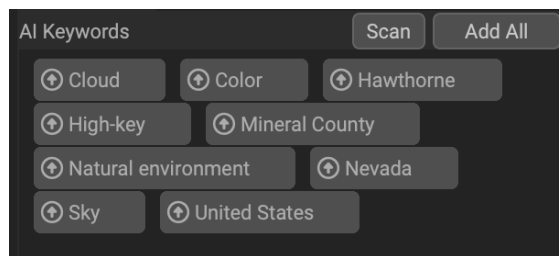 AI Keywords Scan Add All
Cloud Color Hawthorne
High-key Mineral County
Natural environment Nevada
Sky United States